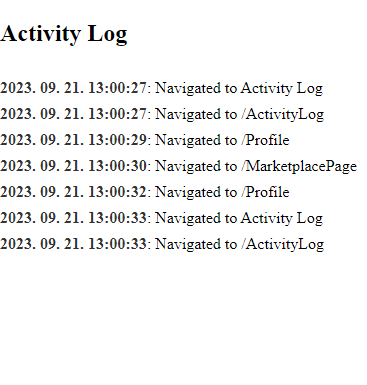 Activity Log
2023. 09. 21. 13:00:27: Navigated to Activity Log
2023. 09. 21. 13:00:27: Navigated to /ActivityLog
2023. 09. 21. 13:00:29: Navigated to /Profile
2023. 09. 21. 13:00:30: Navigated to /MarketplacePage
2023. 09. 21. 13:00:32: Navigated to /Profile
2023. 09. 21. 13:00:33: Navigated to Activity Log
2023. 09. 21. 13:00:33: Navigated to /ActivityLog